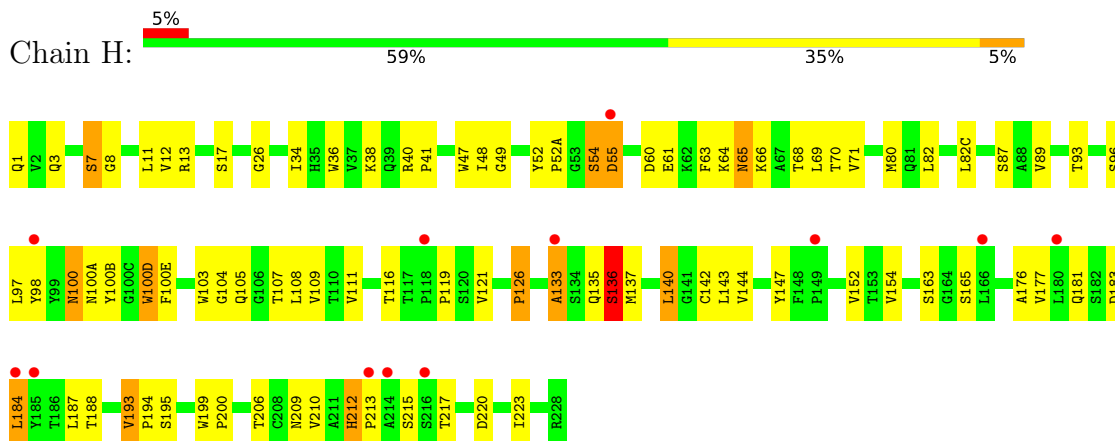 5%
Chain H:
59% 35% 5%
Q1 V2 Q3 S7 G8 L11 V12 R13 S17 G26 I34 H35 W36 V37 K38 Q39 R40 P41 W47 I48 G49 Y52 P52A G53 S54 D55 D60 E61 K62 F63 K64 N65 K66 A67 T68 L69 T70 V71 M80 Q81 L82 L82C S87 A88 V89 T93 S96
L97 Y98 Y99 N100 N100A Y100B G100C W100D F100E W103 G104 Q105 G106 T107 L108 V109 T110 V111 T116 T117 P118 P119 S120 V121 P126 A133 S134 Q135 S136 M137 L140 G141 C142 L143 V144 Y147 F148 P149 V152 T153 V154 S163 G164 S165 L166 A176 V177 L180 Q181 S182 D183
L184 Y185 T186 L187 T188 V193 P194 S195 W199 P200 T206 C208 N209 V210 A211 H212 P213 A214 S215 S216 T217 D220 I223 R228